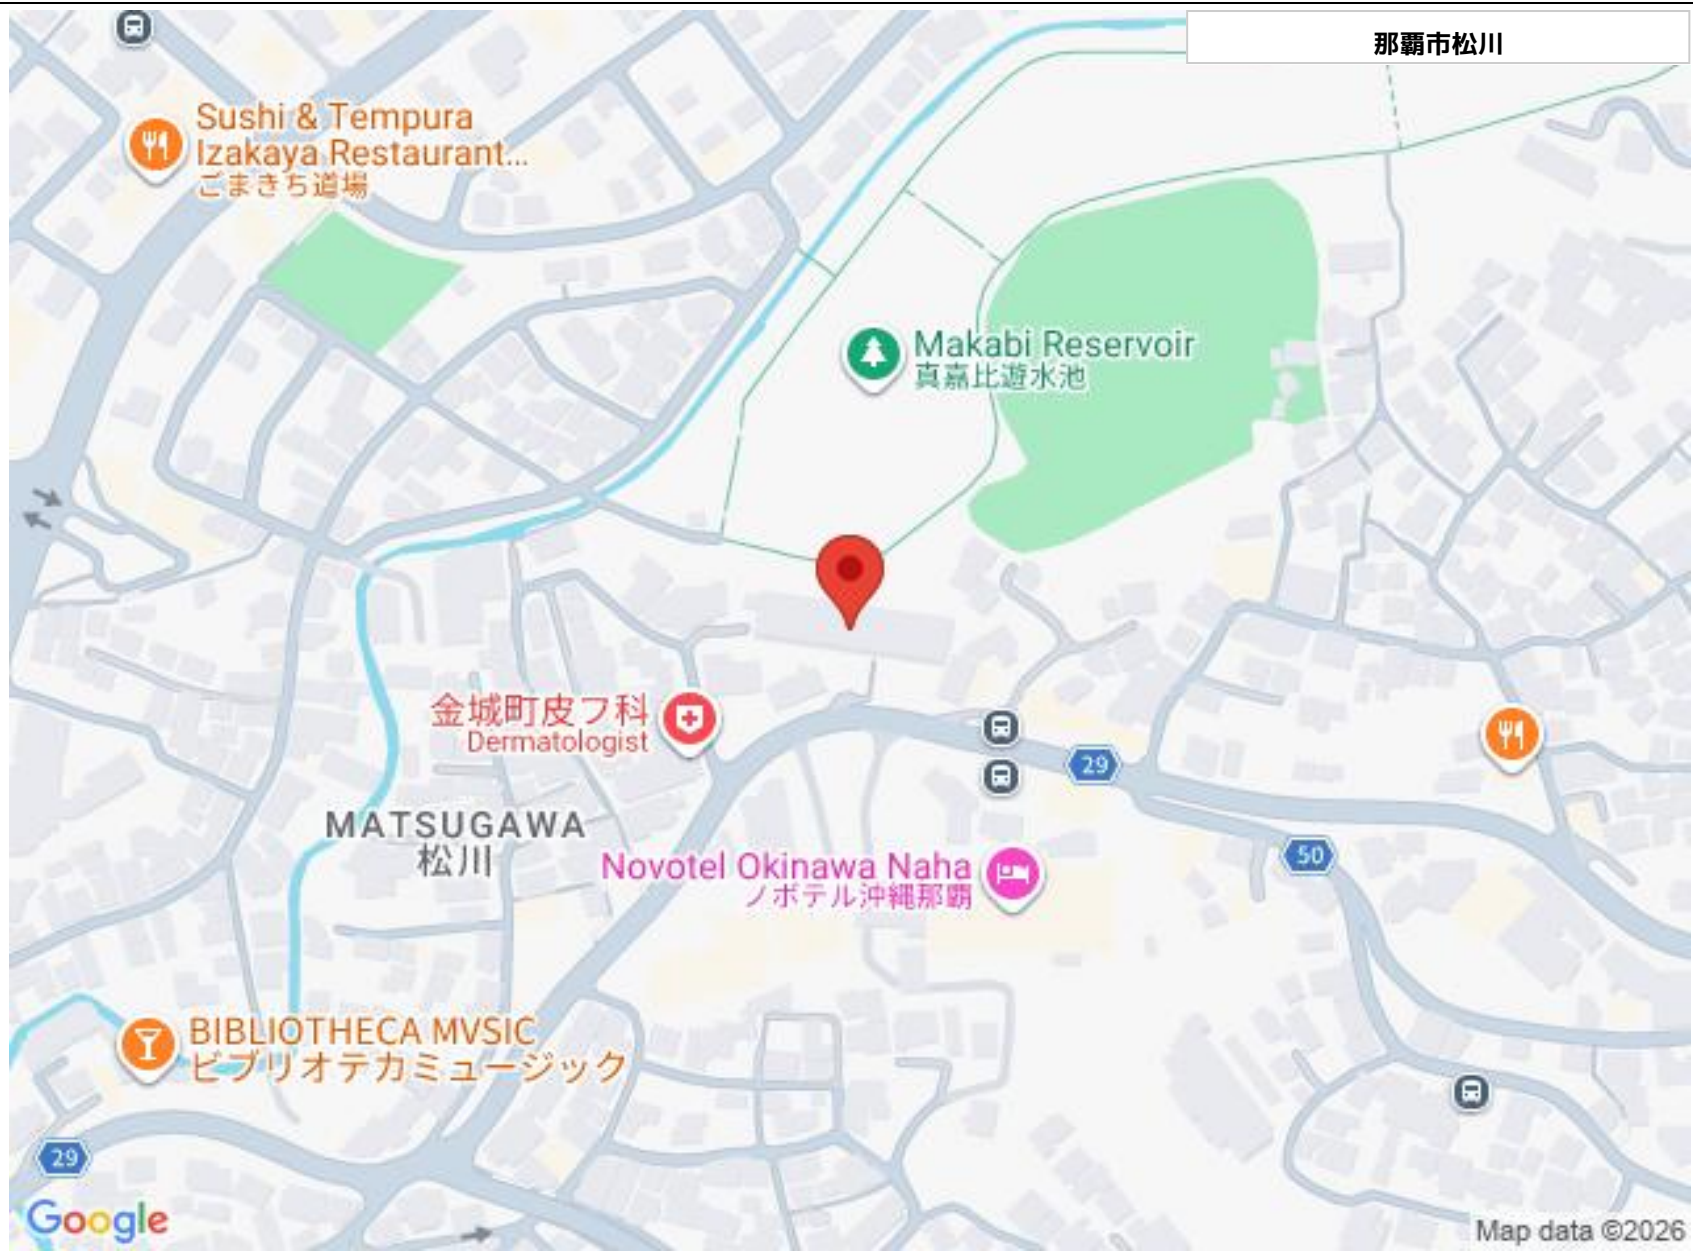 那覇市松川
Sushi & Tempura
Izakaya Restaurant...
ごまきち道場
Makabi Reservoir
真嘉比遊水池
金城町皮フ科
Dermatologist
29
MATSUGAWA
松川
50
Novotel Okinawa Naha
ノボテル沖縄那覇
BIBLIOTHECA MVSIC
ビブリオテカミュージック
29
Google
Map data ©2026